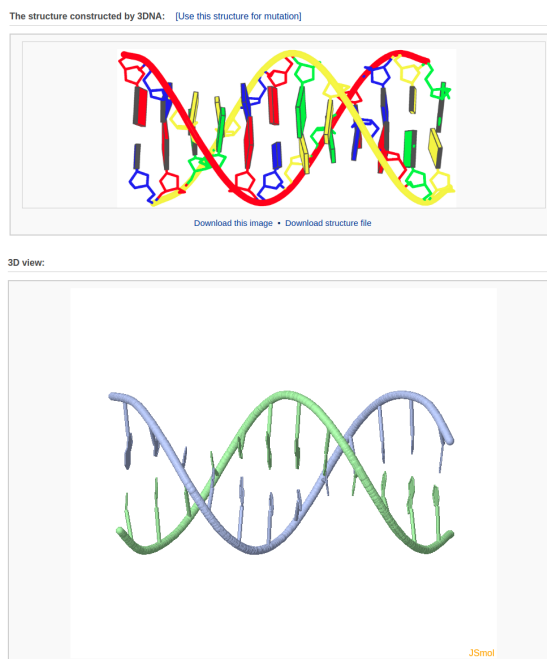 The structure constructed by 3DNA: [Use this structure for mutation]
Download this image • Download structure file
3D view:
JSmol